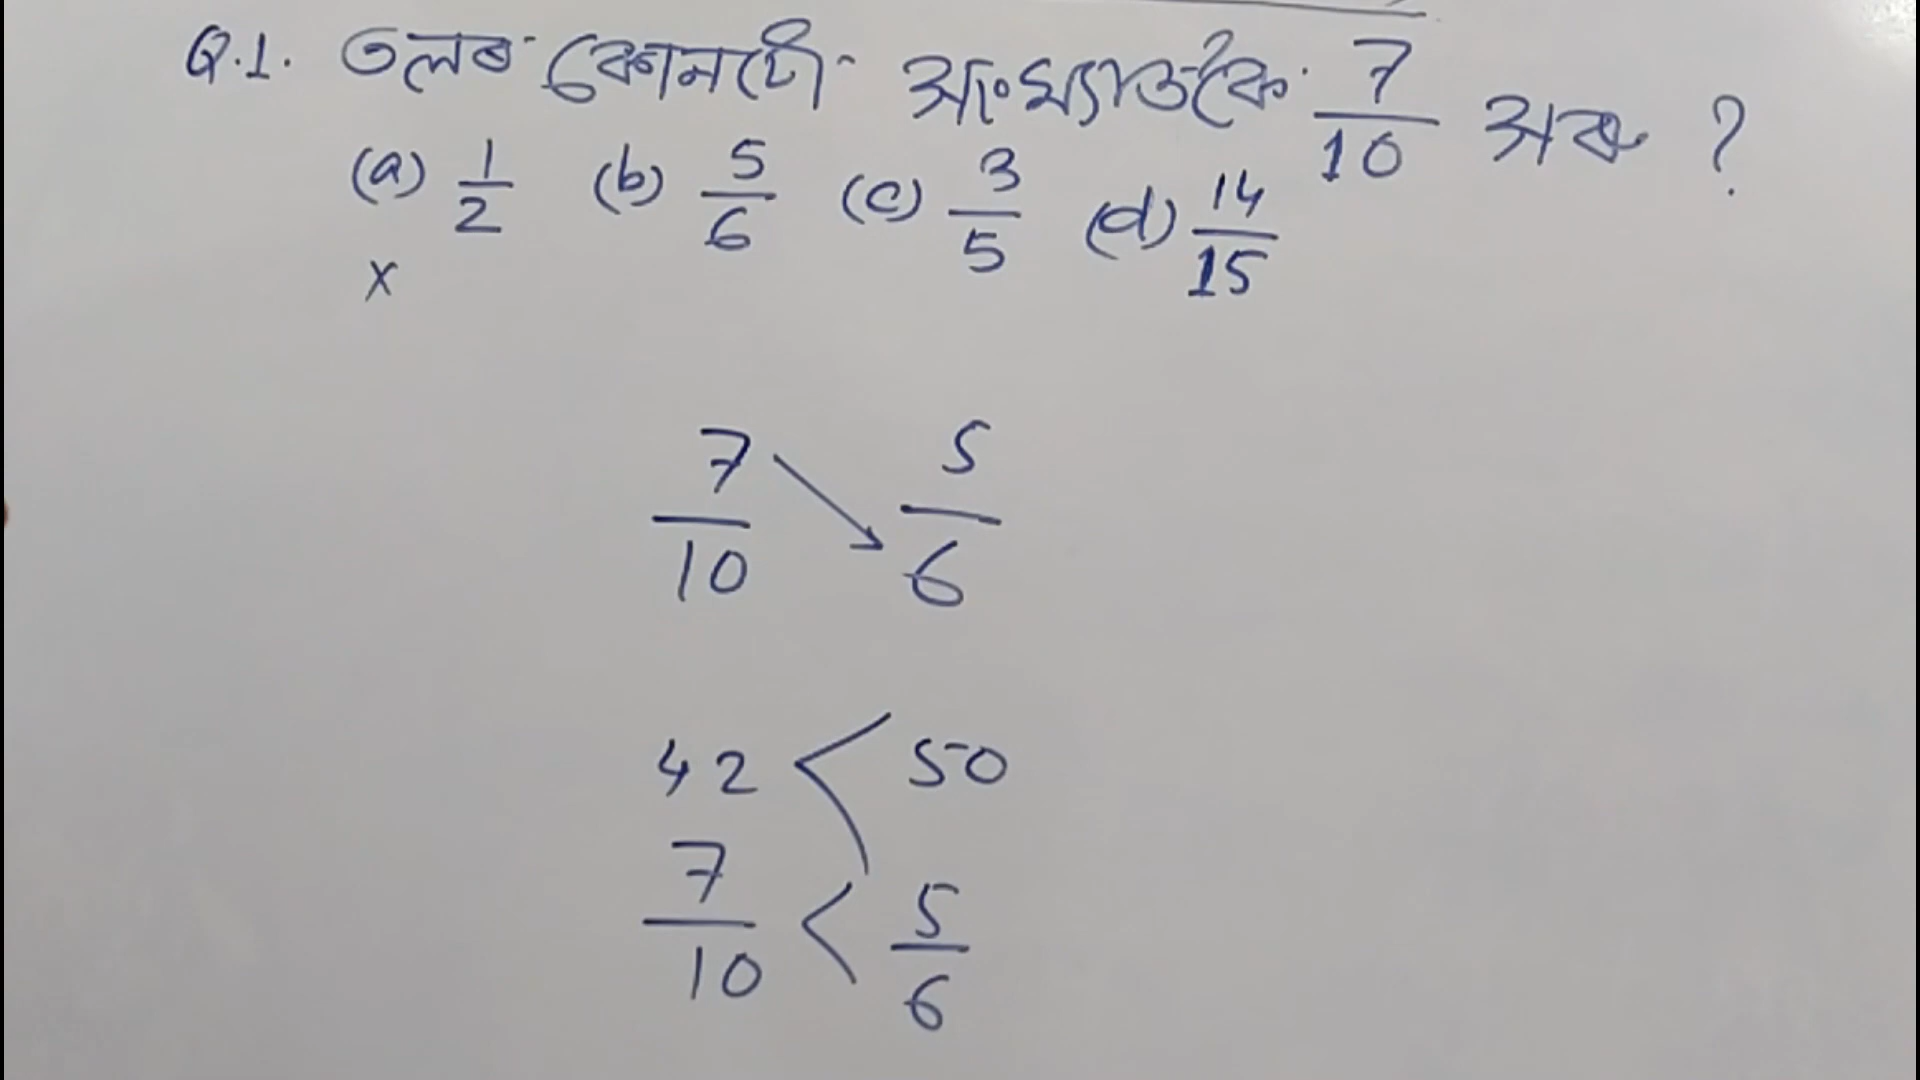 Q.1. তলৰ কোনটো সংখ্যাতকৈ 7/10 সৰু ?
(a) 1/2 (b) 5/6 (c) 3/5 (d) 14/15
x
7/10 5/6
42 < 50
7/10 < 5/6